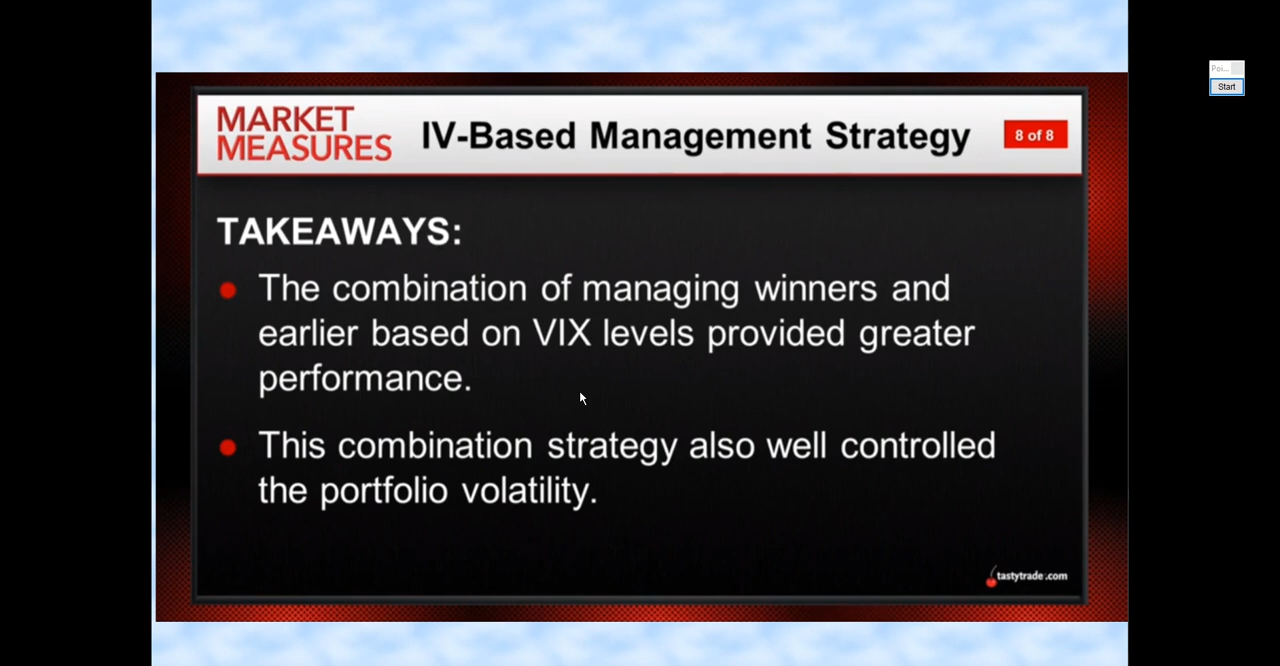 MARKET
MEASURES
IV-Based Management Strategy
8 of 8
TAKEAWAYS:
The combination of managing winners and
earlier based on VIX levels provided greater
performance.
This combination strategy also well controlled
the portfolio volatility.
tastytrade.com
Poi...
Start